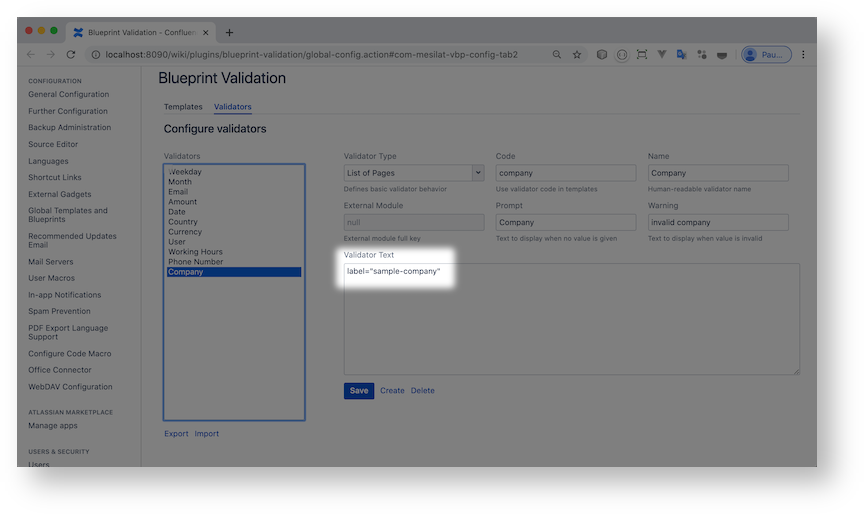 Blueprint Validation - Confluen
localhost:8090/wiki/plugins/blueprint-validation/global-config.action#com-mesilat-vbp-config-tab2
Pau...
CONFIGURATION
General Configuration
Further Configuration
Backup Administration
Source Editor
Languages
Shortcut Links
External Gadgets
Global Templates and
Blueprints
Recommended Updates
Email
Mail Servers
User Macros
In-app Notifications
Spam Prevention
PDF Export Language
Support
Configure Code Macro
Office Connector
WebDAV Configuration
ATLASSIAN MARKETPLACE
Manage apps
USERS & SECURITY
Users
Blueprint Validation
Templates Validators
Configure validators
Validators
Weekday
Month
Email
Amount
Date
Country
Currency
User
Working Hours
Phone Number
Company
Export Import
Validator Type Code Name
List of Pages company Company
Defines basic validator behavior Use validator code in templates Human-readable validator name
External Module Prompt Warning
null Company invalid company
External module full key Text to display when no value is given Text to display when value is invalid
Validator Text
label="sample-company"
Save Create Delete